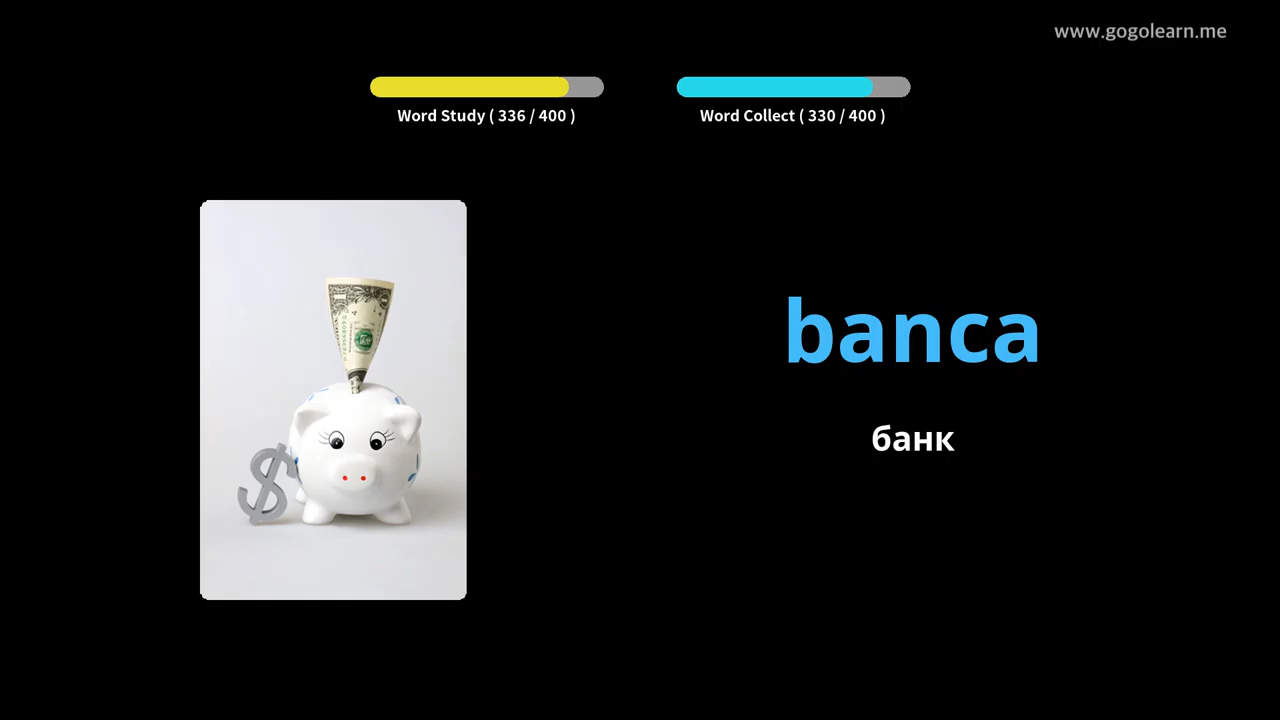 www.gogolearn.me
Word Study ( 336 / 400 )
Word Collect ( 330 / 400 )
banca
банк
$